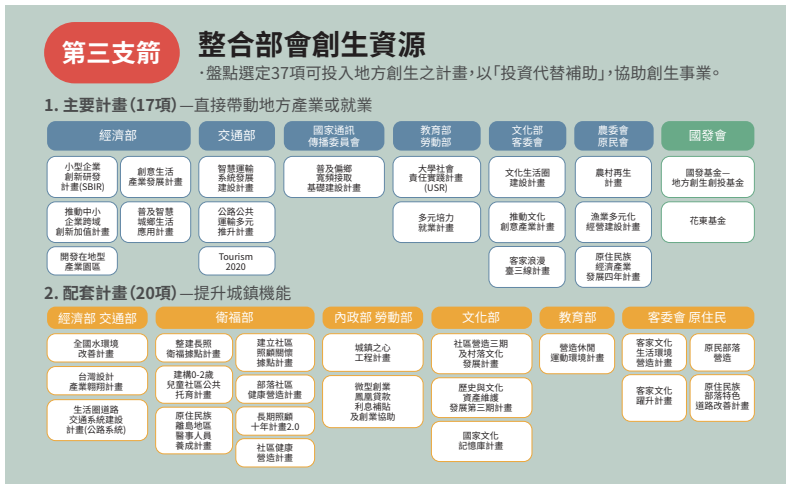 第三支箭
整合部會創生資源
·盤點選定37項可投入地方創生之計畫，以「投資代替補助」，協助創生事業。
1. 主要計畫(17項)—直接帶動地方產業或就業
經濟部
小型企業
創新研發
計畫(SBIR)
創意生活
產業發展計畫
推動中小
企業跨域
創新加值計畫
普及智慧
城鄉生活
應用計畫
開發在地型
產業園區
交通部
智慧運輸
系統發展
建設計畫
公路公共
運輸多元
推升計畫
Tourism
2020
國家通訊
傳播委員會
普及偏鄉
寬頻接取
基礎建設計畫
教育部
勞動部
大學社會
責任實踐計畫
(USR)
多元培力
就業計畫
文化部
客委會
文化生活圈
建設計畫
推動文化
創意產業計畫
客家浪漫
臺三線計畫
農委會
原民會
農村再生
計畫
漁業多元化
經營建設計畫
原住民族
經濟產業
發展四年計畫
國發會
國發基金—
地方創生創投基金
花東基金
2. 配套計畫(20項)—提升城鎮機能
經濟部 交通部
全國水環境
改善計畫
台灣設計
產業翱翔計畫
生活圈道路
交通系統建設
計畫(公路系統)
衛福部
整建長照
衛福據點計畫
建立社區
照顧關懷
據點計畫
建構0-2歲
兒童社區公共
托育計畫
部落社區
健康營造計畫
原住民族
離島地區
醫事人員
養成計畫
長期照顧
十年計畫2.0
社區健康
營造計畫
內政部 勞動部
城鎮之心
工程計畫
微型創業
鳳凰貸款
利息補貼
及創業協助
文化部
社區營造三期
及村落文化
發展計畫
歷史與文化
資產維護
發展第三期計畫
國家文化
記憶庫計畫
教育部
營造休閒
運動環境計畫
客委會 原住民
客家文化
生活環境
營造計畫
原民部落
營造
客家文化
躍升計畫
原住民族
部落特色
道路改善計畫